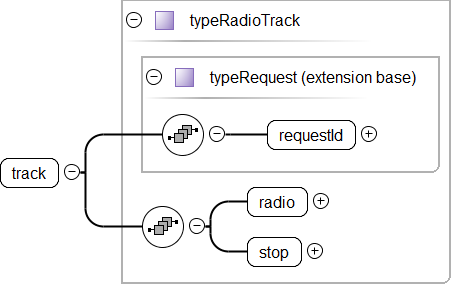 typeRadioTrack
typeRequest (extension base)
requestId
track
radio
stop